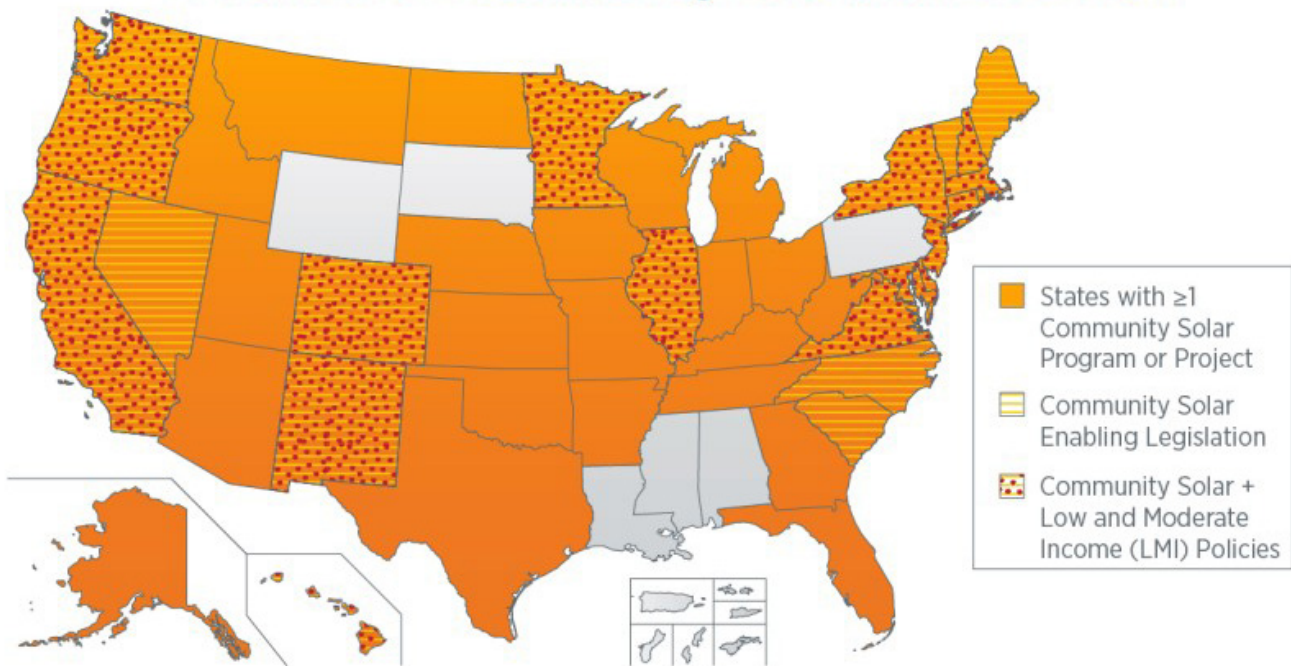 States with ≥1
Community Solar
Program or Project
Community Solar
Enabling Legislation
Community Solar +
Low and Moderate
Income (LMI) Policies